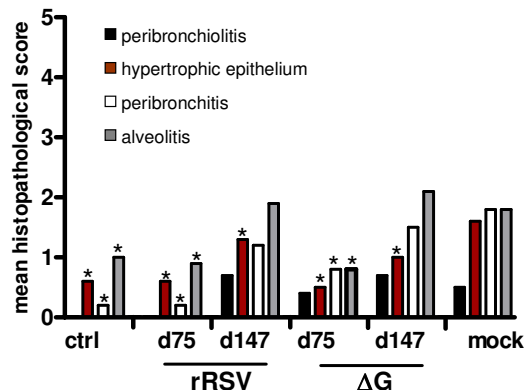 mean histopathological score
5
4
3
2
1
0
peribronchiolitis
hypertrophic epithelium
peribronchitis
alveolitis
* * *
* * * *
* * * *
ctrl d75 d147 d75 d147 mock
rRSV ΔG